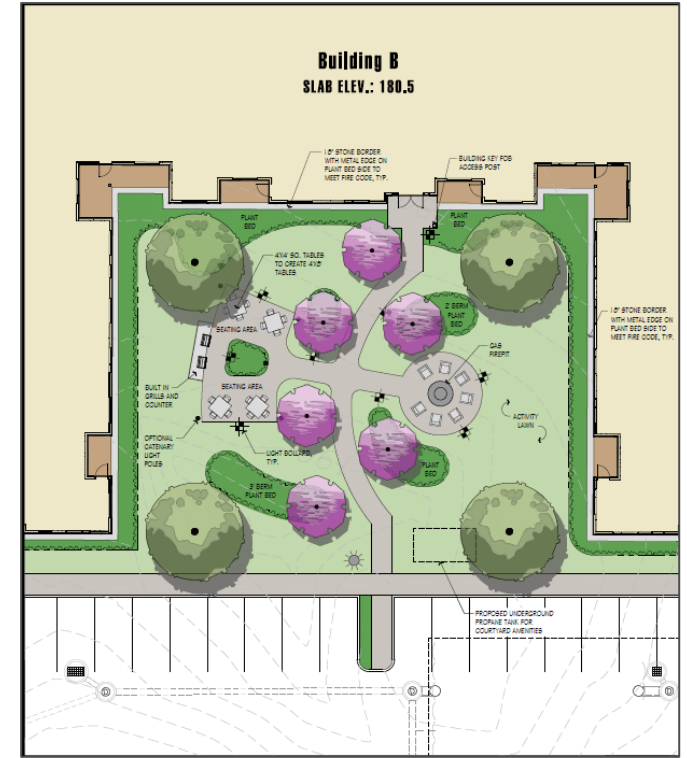 Building B
SLAB ELEV.: 180.5
18" STONE BORDER
WITH METAL EDGE ON
PLANT BED SIDE TO
MEET FIRE CODE, TYP.
BUILDING KEY FOB
ACCESS POST
PLANT
BED
PLANT
BED
4'X4' SQ. TABLES
TO CREATE 4'X8'
TABLES
2' BERM
PLANT
BED
18" STONE BORDER
WITH METAL EDGE ON
PLANT BED SIDE TO
MEET FIRE CODE, TYP.
SEATING AREA
GAS
FIREPIT
SEATING AREA
BUILT IN
GRILLS AND
COUNTER
ACTIVITY
LAWN
OPTIONAL
CATENARY
LIGHT
POLES
LIGHT BOLLARD,
TYP.
PLANT
BED
3' BERM
PLANT BED
PROPOSED UNDERGROUND
PROPANE TANK FOR
COURTYARD AMENITIES